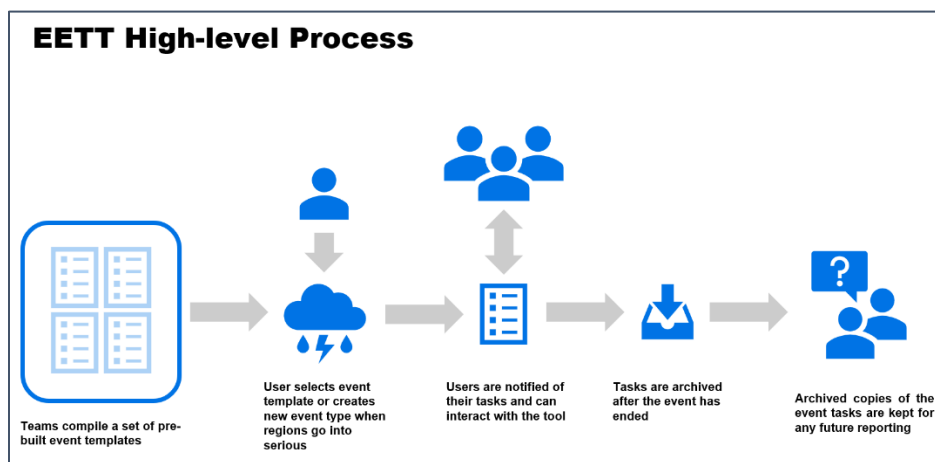 EETT High-level Process
?
Teams compile a set of pre-
built event templates
User selects event
template or creates
new event type when
regions go into
serious
Users are notified of
their tasks and can
interact with the tool
Tasks are archived
after the event has
ended
Archived copies of the
event tasks are kept for
any future reporting